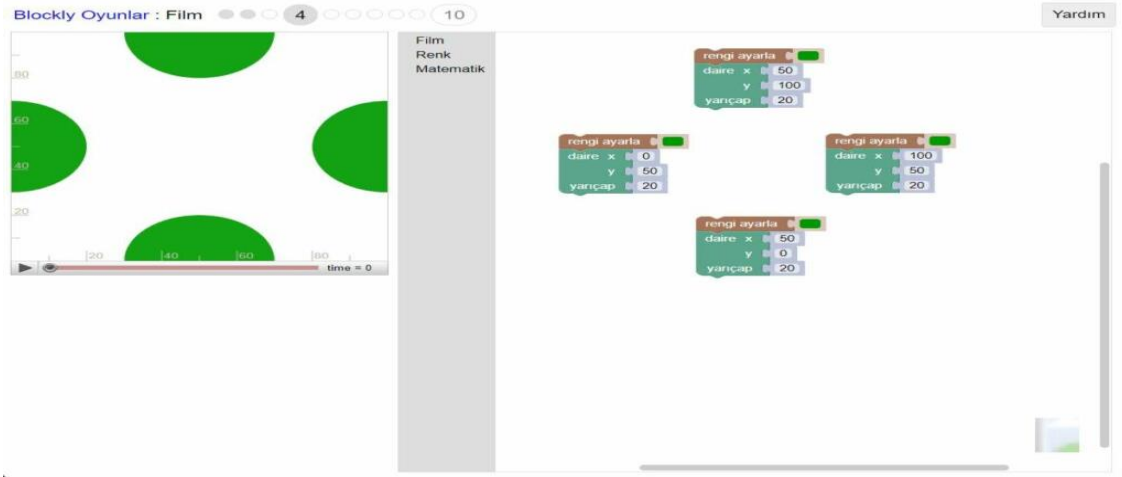 Blockly Oyunlar : Film 4 10 Yardım
80
60
40
20
20 40 60 80
time = 0
Film
Renk
Matematik
rengi ayarla
daire x 50
y 100
yarıçap 20
rengi ayarla
daire x 0
y 50
yarıçap 20
rengi ayarla
daire x 100
y 50
yarıçap 20
rengi ayarla
daire x 50
y 0
yarıçap 20